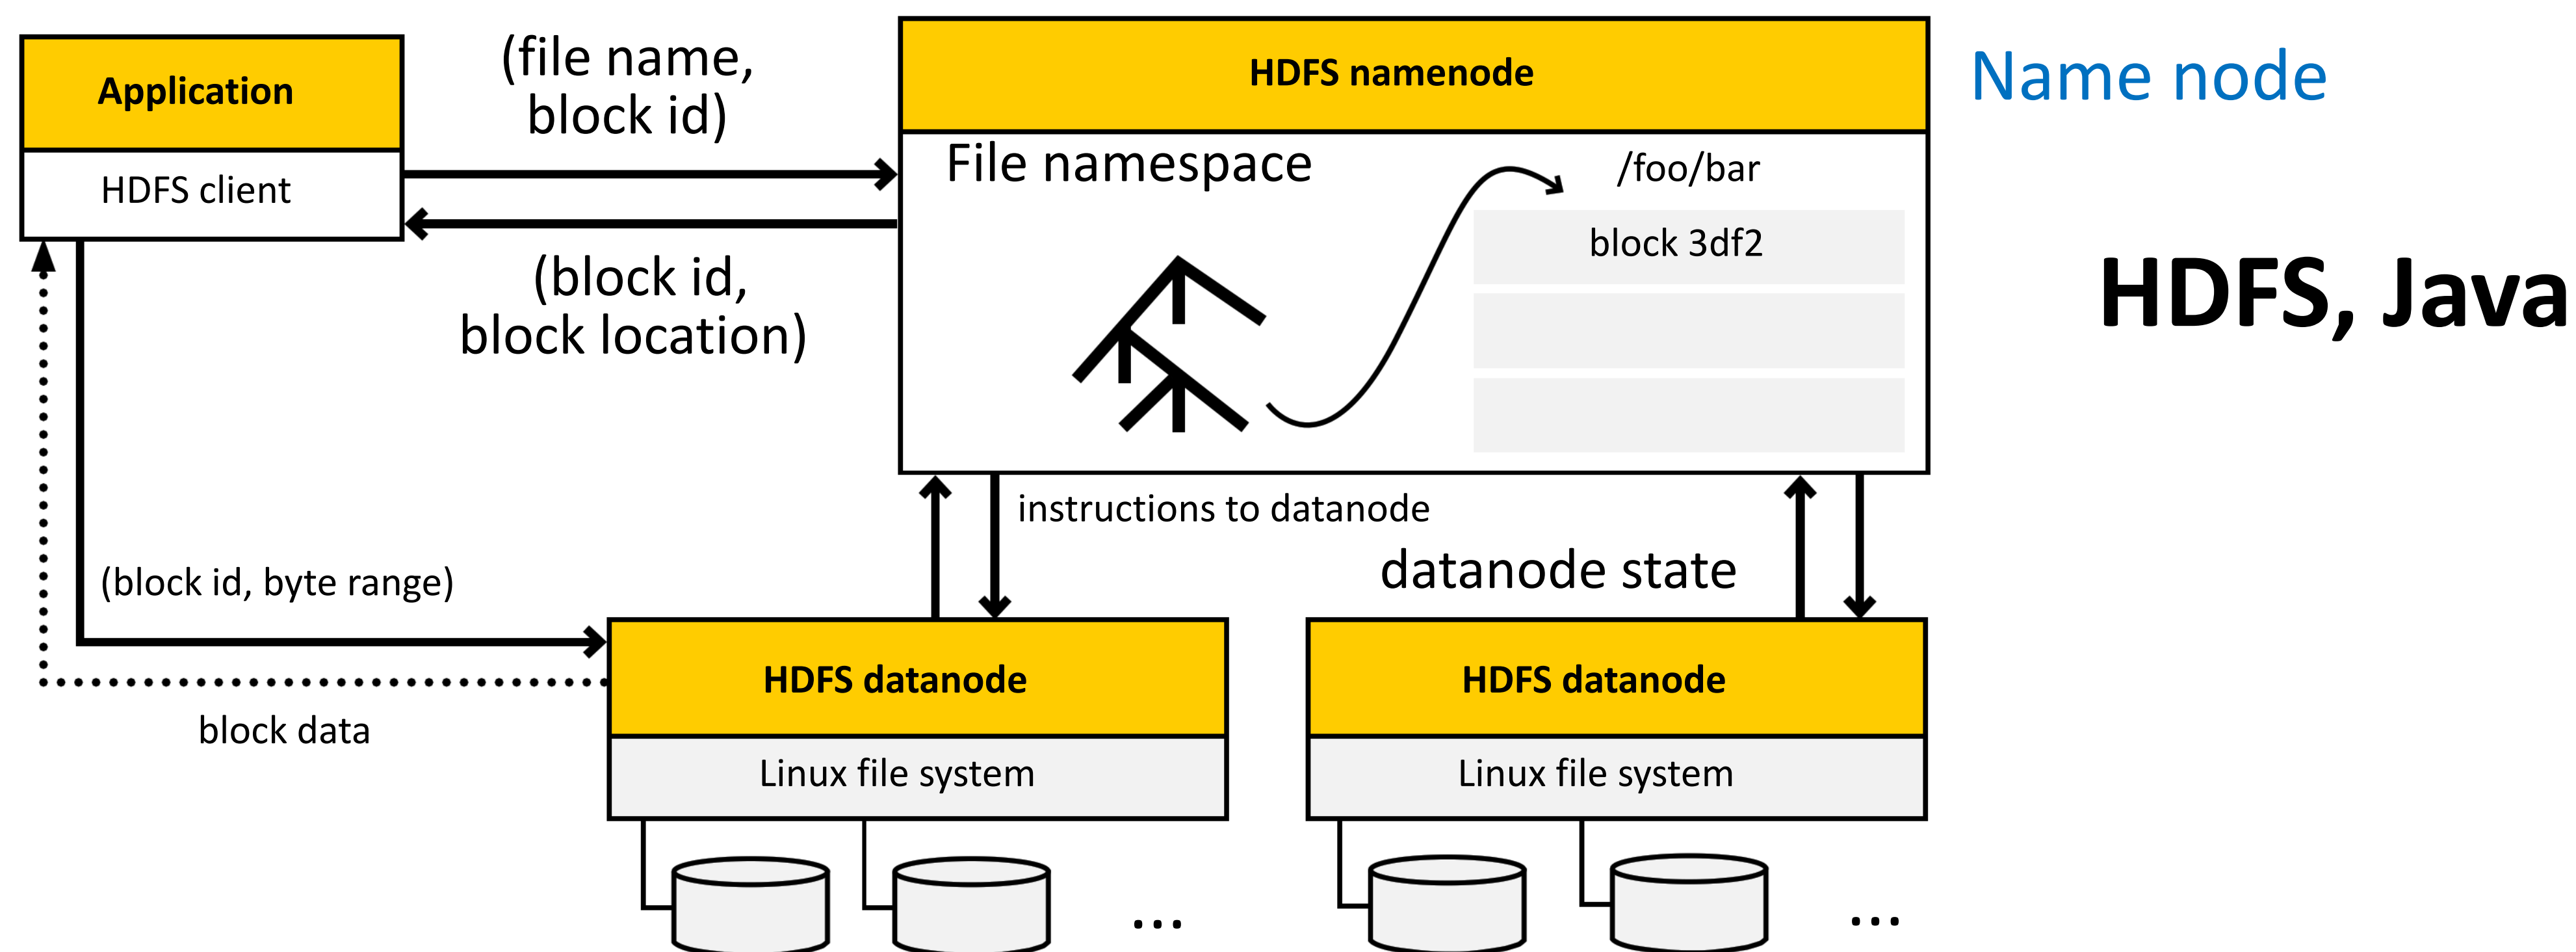 Application
HDFS client
(file name,
block id)
(block id,
block location)
HDFS namenode
File namespace
/foo/bar
block 3df2
Name node
HDFS, Java
instructions to datanode
datanode state
(block id, byte range)
block data
HDFS datanode
Linux file system
...
HDFS datanode
Linux file system
...